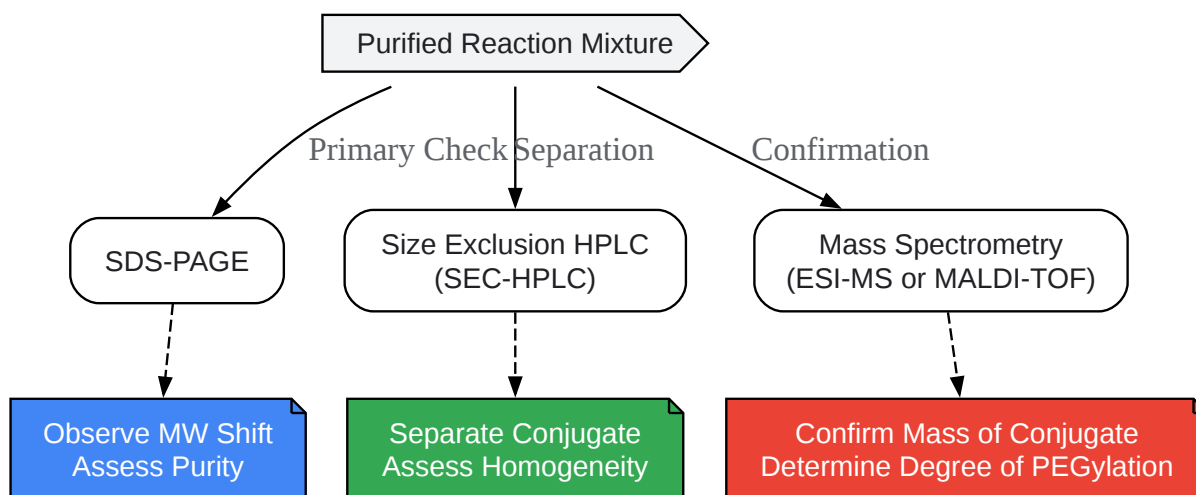 Purified Reaction Mixture
Primary Check
Separation
Confirmation
SDS-PAGE
Size Exclusion HPLC
(SEC-HPLC)
Mass Spectrometry
(ESI-MS or MALDI-TOF)
Observe MW Shift
Assess Purity
Separate Conjugate
Assess Homogeneity
Confirm Mass of Conjugate
Determine Degree of PEGylation